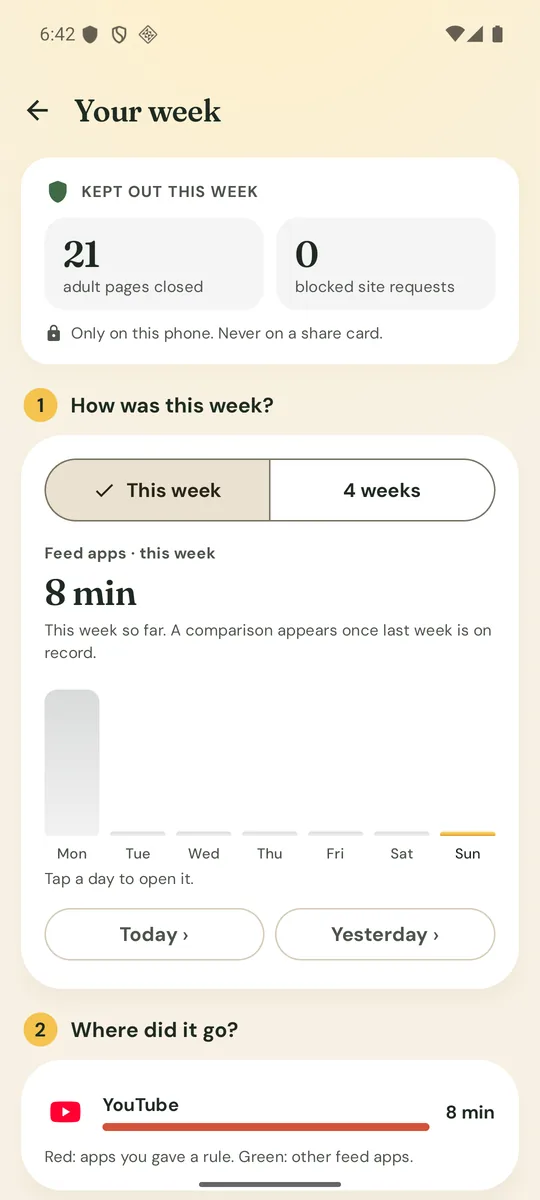 6:42
Your week
KEPT OUT THIS WEEK
21
adult pages closed
0
blocked site requests
Only on this phone. Never on a share card.
1 How was this week?
This week
4 weeks
Feed apps · this week
8 min
This week so far. A comparison appears once last week is on
record.
Mon Tue Wed Thu Fri Sat Sun
Tap a day to open it.
Today ›
Yesterday ›
2 Where did it go?
YouTube
8 min
Red: apps you gave a rule. Green: other feed apps.